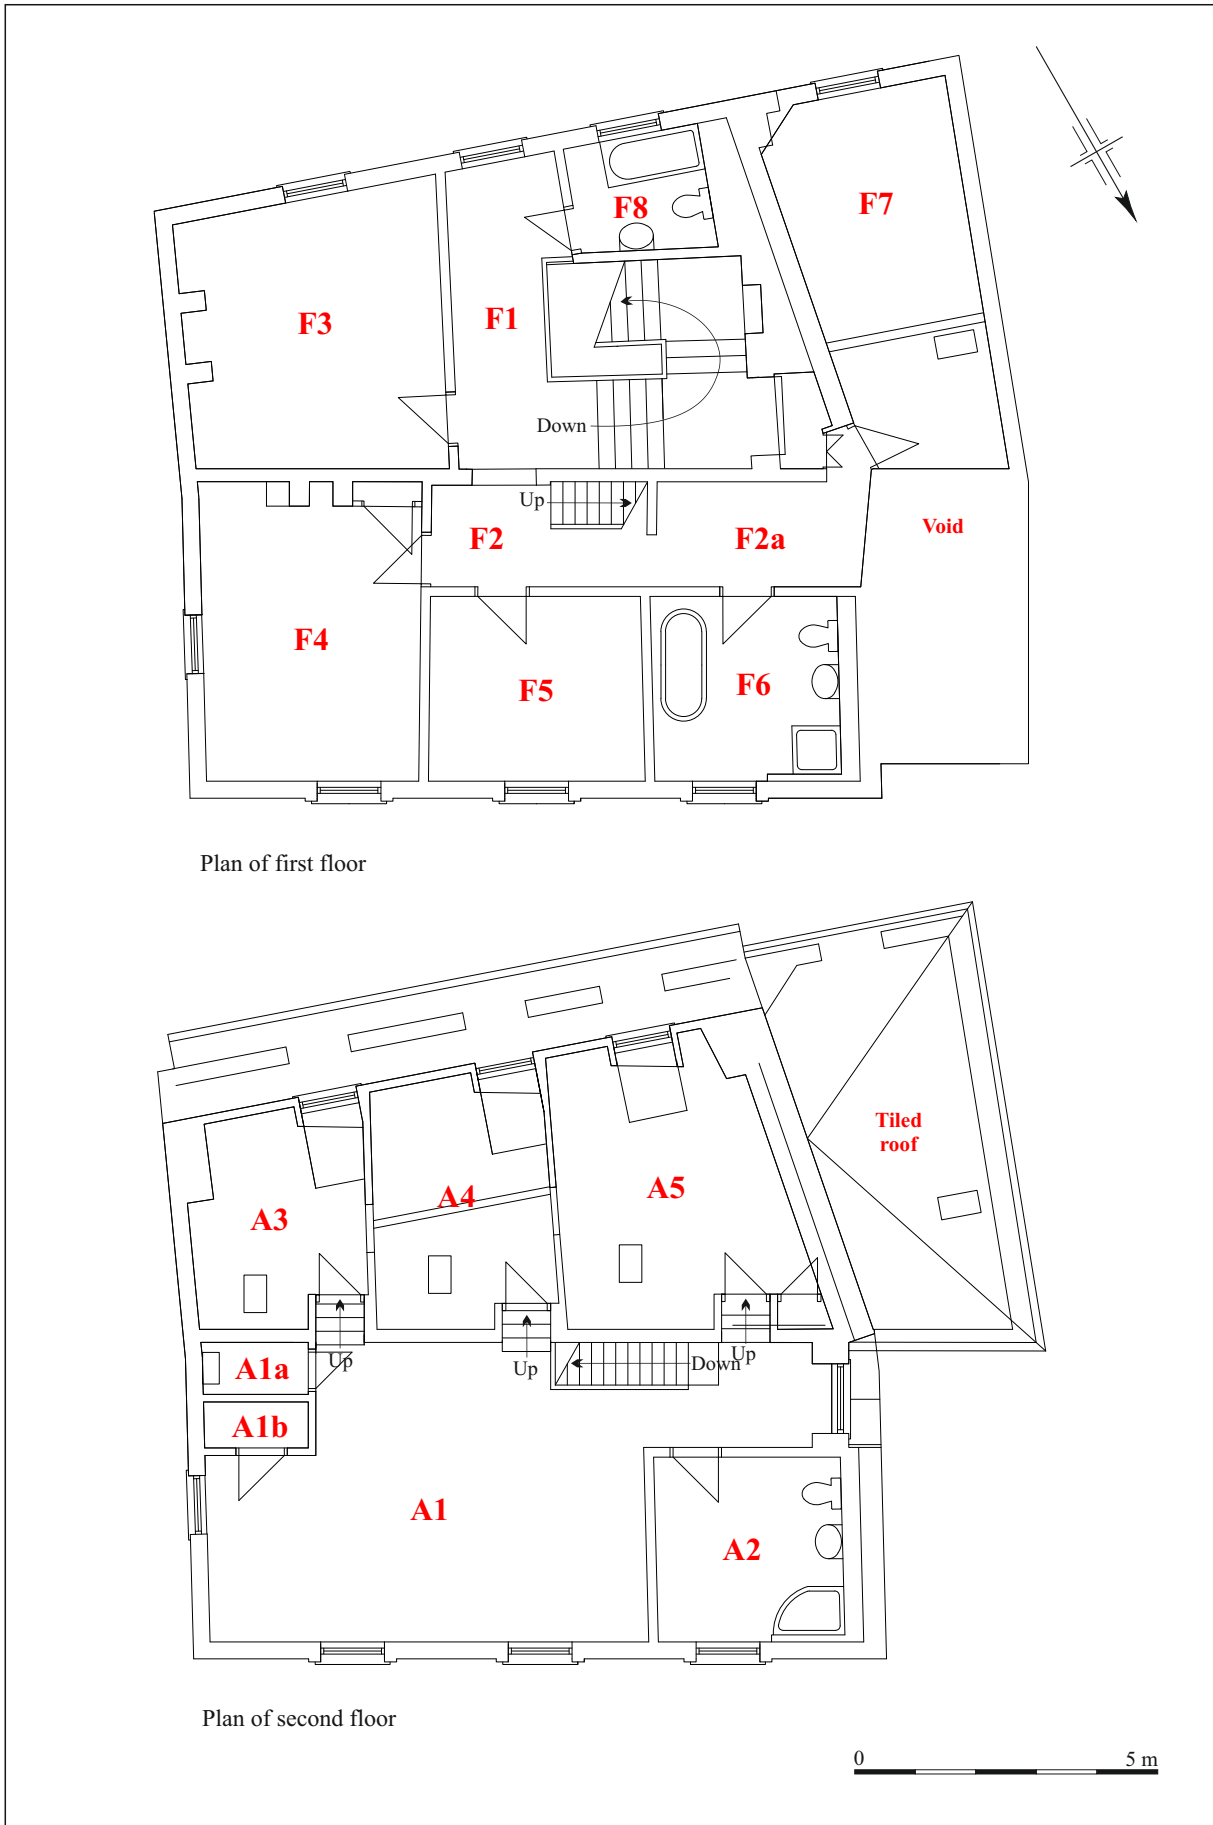 F7
F8
F3
F1
Down
Up
F2
F2a
Void
F4
F5
F6
Plan of first floor
Tiled
roof
A4
A5
A3
Up
Up
Down
Up
A1a
A1b
A1
A2
Plan of second floor
0 5 m